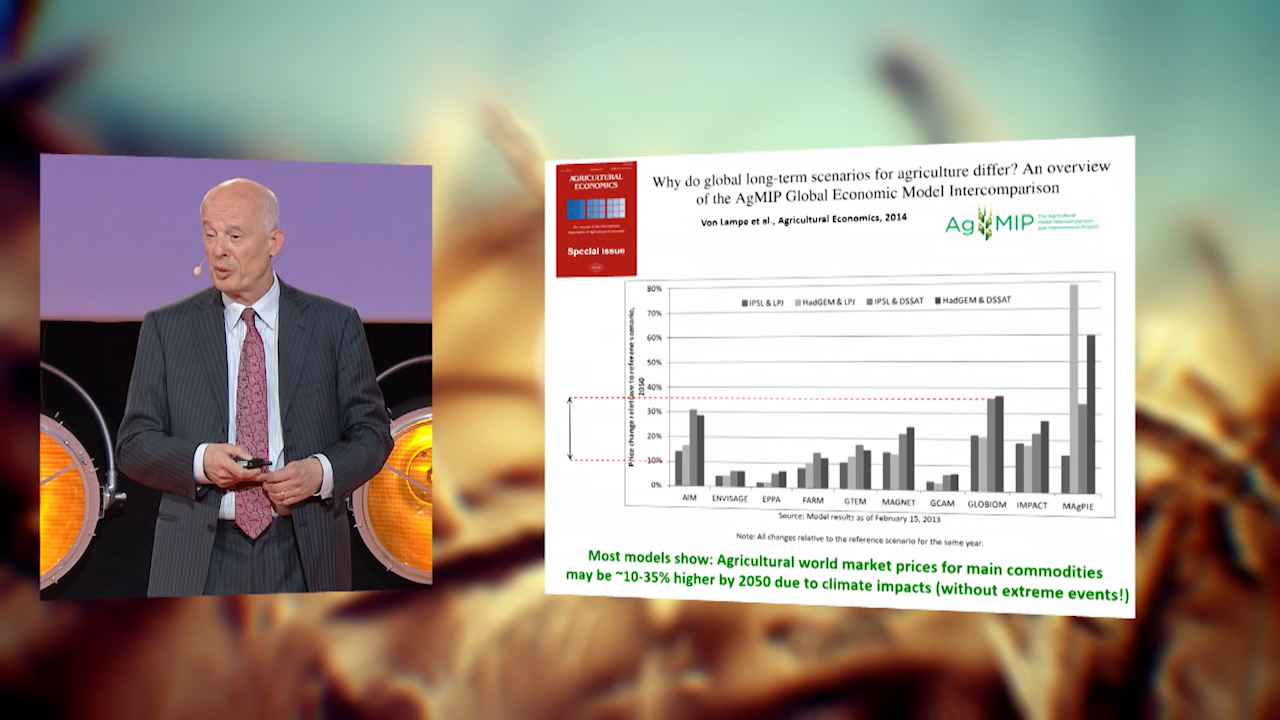 AGRICULTURAL
ECONOMICS
Special Issue
Why do global long-term scenarios for agriculture differ? An overview
of the AgMIP Global Economic Model Intercomparison
Von Lampe et al., Agricultural Economics, 2014
AgMIP
The Agricultural
Model Intercomparison
and Improvement Project
Price change relative to referene scenario,
2050
80%
70%
60%
50%
40%
30%
20%
10%
0%
IPSL & LPJ
HadGEM & LPJ
IPSL & DSSAT
HadGEM & DSSAT
AIM
ENVISAGE
EPPA
FARM
GTEM
MAGNET
GCAM
GLOBIOM
IMPACT
MAgPIE
Source: Model results as of February 15, 2013
Note: All changes relative to the reference scenario for the same year.
Most models show: Agricultural world market prices for main commodities
may be ~10-35% higher by 2050 due to climate impacts (without extreme events!)